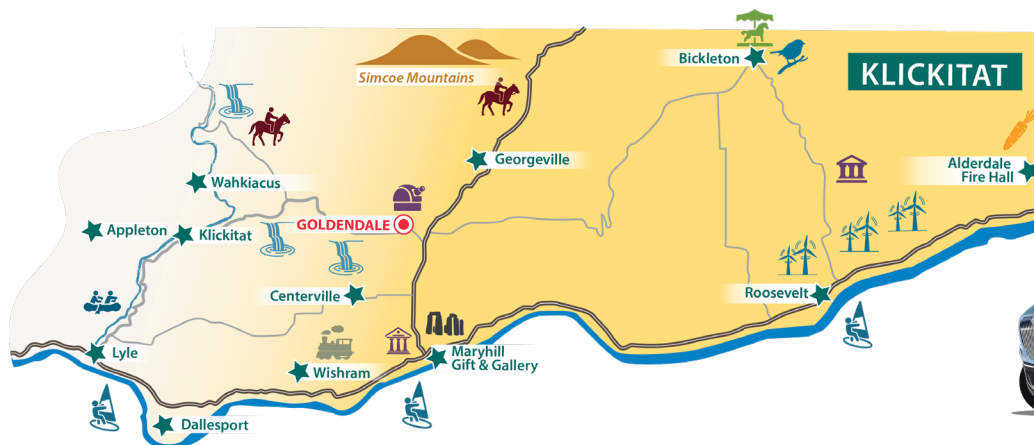 Bickleton
KLICKITAT
Simcoe Mountains
Georgeville
Alderdale
Fire Hall
Wahkiacus
GOLDENDALE
Appleton
Klickitat
Centerville
Roosevelt
Lyle
Maryhill
Gift & Gallery
Wishram
Dallesport